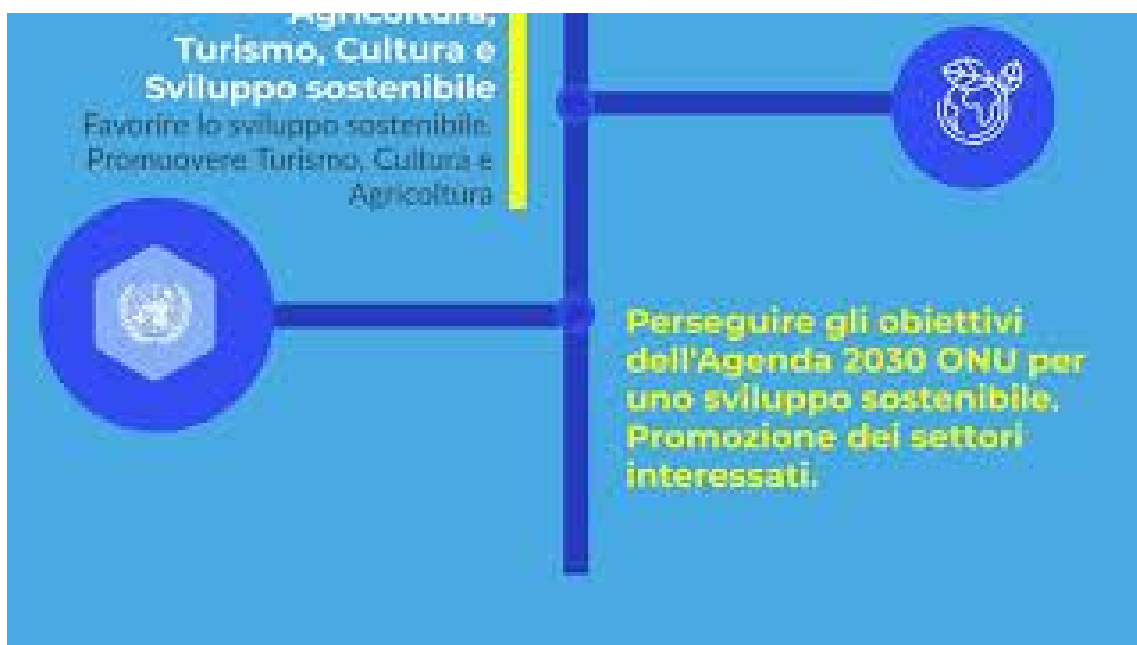 Agricoltura,
Turismo, Cultura e
Sviluppo sostenibile
Favorire lo sviluppo sostenibile.
Promuovere Turismo, Cultura e
Agricoltura
Perseguire gli obiettivi
dell'Agenda 2030 ONU per
uno sviluppo sostenibile.
Promozione dei settori
interessati.